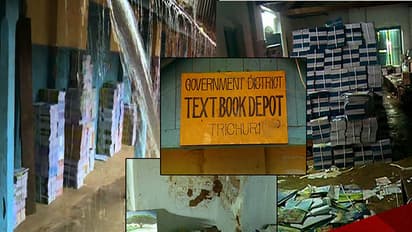 GOVERNMENT DISTRICT
TEXT BOOK DEPOT
TRICHUR